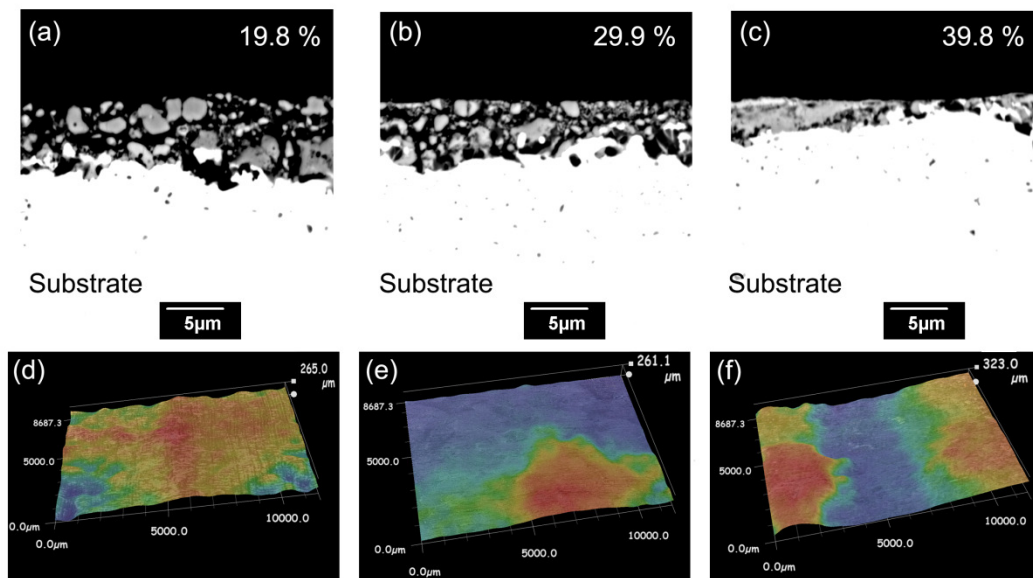 (a) 19.8 %
(b) 29.9 %
(c) 39.8 %
Substrate
Substrate
Substrate
5µm
5µm
5µm
(d)
265.0
µm
8687.3
5000.0
0.0µm
0.0µm
5000.0
10000.0
(e)
261.1
µm
8687.3
5000.0
0.0µm
0.0µm
5000.0
10000.0
(f)
323.0
µm
8687.3
5000.0
0.0µm
0.0µm
5000.0
10000.0